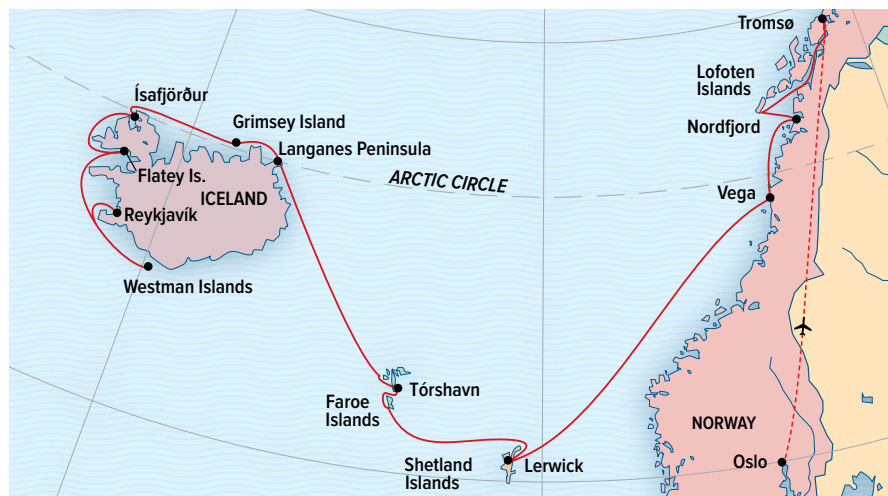 Tromsø
Lofoten
Islands
Nordfjord
Ísafjörður
Grimsey Island
Langanes Peninsula
Flatey Is.
ARCTIC CIRCLE
ICELAND
Vega
Reykjavík
Westman Islands
Tórshavn
Faroe
Islands
NORWAY
Shetland
Islands
Lerwick
Oslo